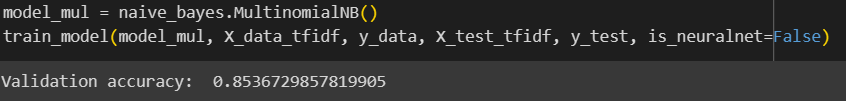 model_mul = naive_bayes.MultinomialNB()
train_model(model_mul, X_data_tfidf, y_data, X_test_tfidf, y_test, is_neuralnet=False)
Validation accuracy:  0.8536729857819905